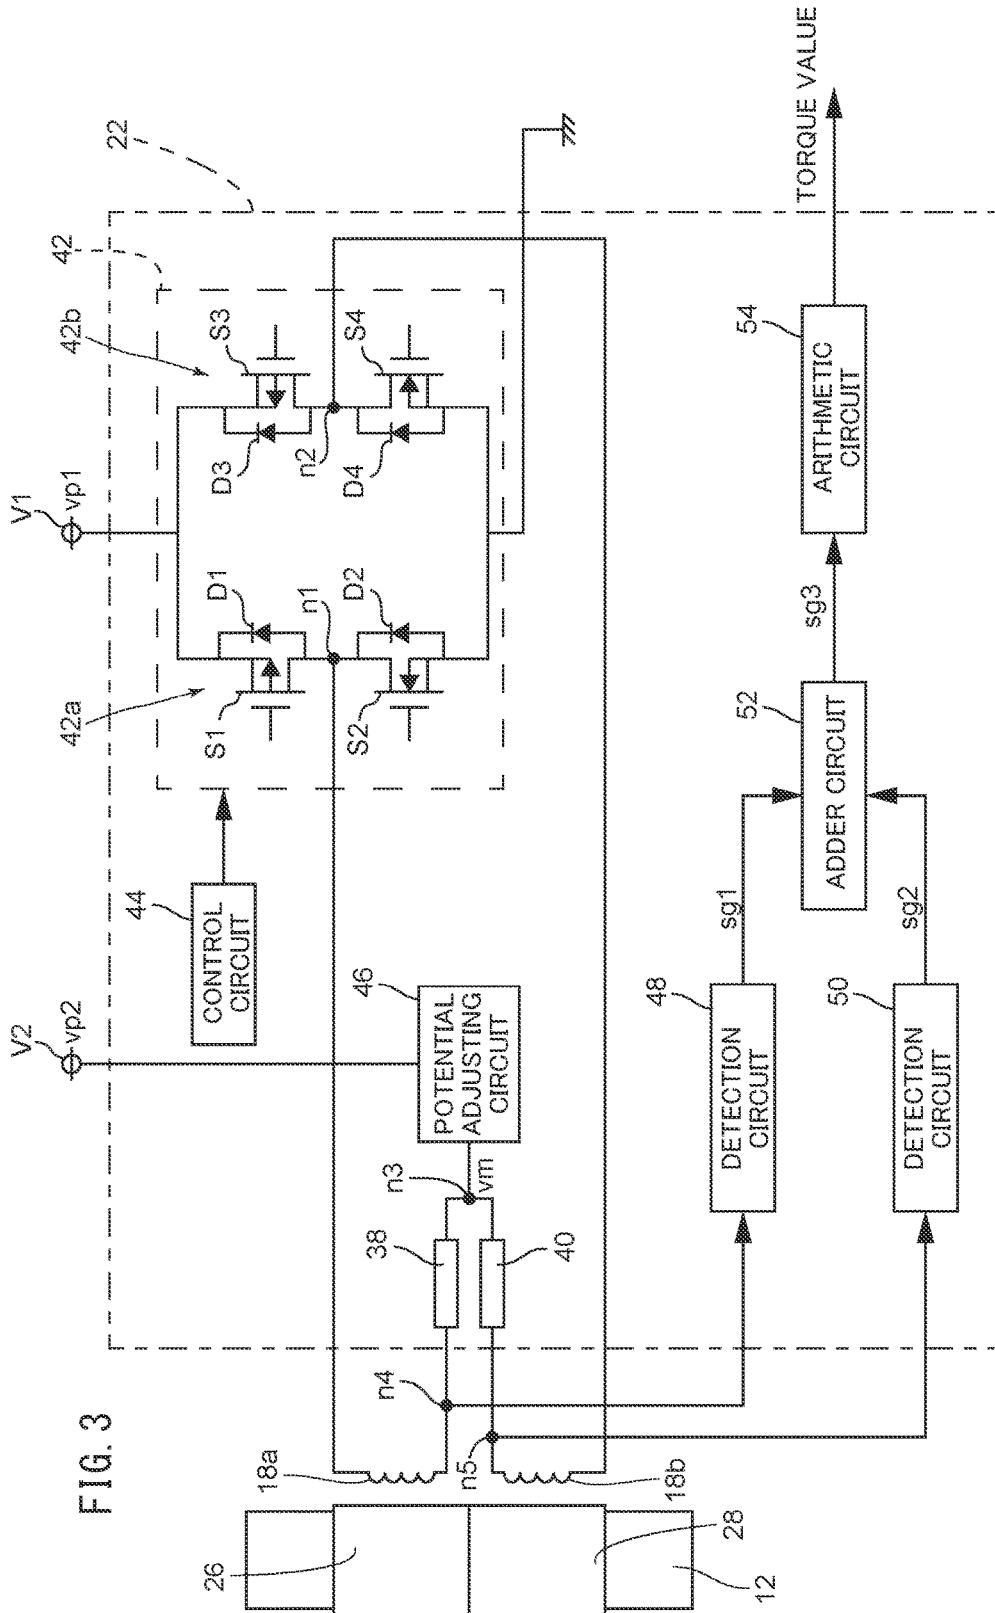 FIG. 3
V1
vp1
V2
vp2
22
42
42a
42b
44
CONTROL
CIRCUIT
S1
D1
n1
S2
D2
D3
S3
n2
D4
S4
46
POTENTIAL
ADJUSTING
CIRCUIT
n3
vm
38
40
n4
n5
18a
18b
26
28
12
48
DETECTION
CIRCUIT
sg1
50
DETECTION
CIRCUIT
sg2
52
ADDER CIRCUIT
sg3
54
ARITHMETIC
CIRCUIT
TORQUE VALUE